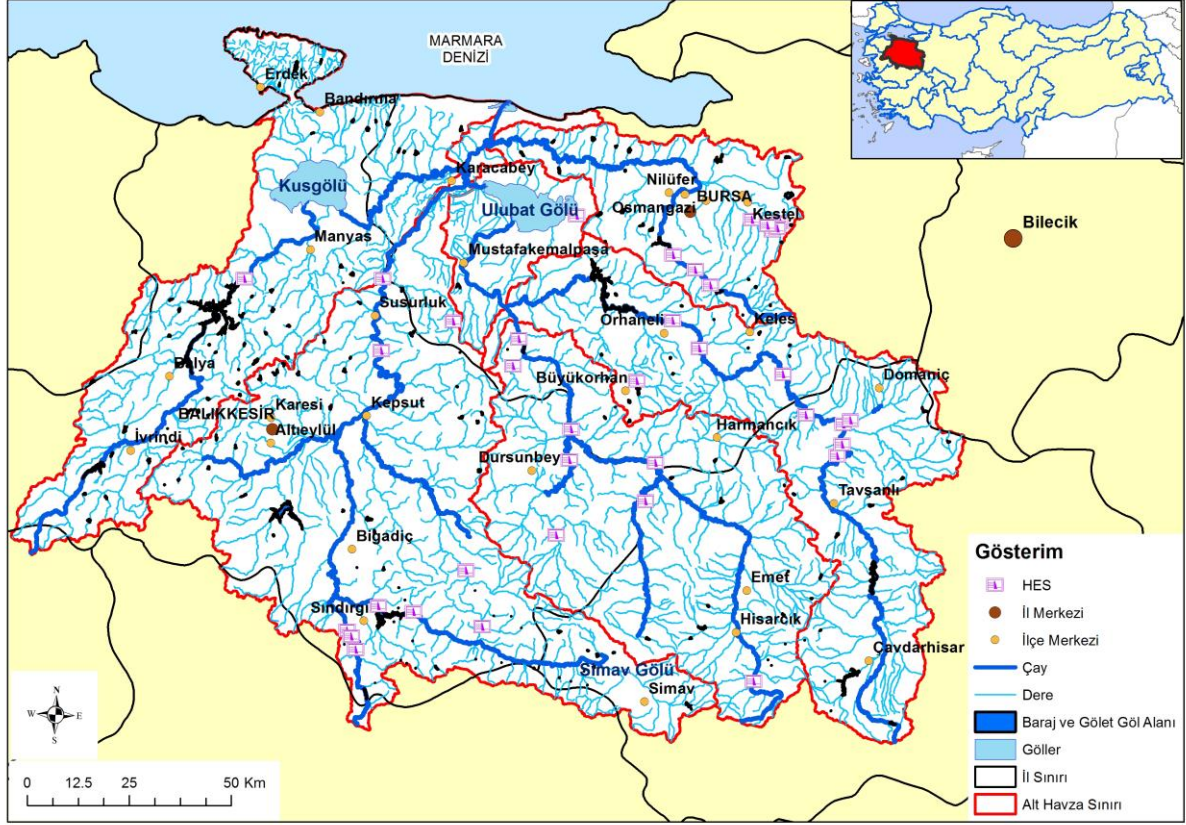 MARMARA
DENİZİ
Erdek
Bandırma
Karacabey
Kuşgölü
Nilüfer
BURSA
Ulubat Gölü
Osmangazi
Kestel
Bilecik
Manyas
Mustafakemalpaşa
Susurluk
Orhaneli
Keles
Balya
Büyükorhan
Domaniç
Karesi
BALIKKESİR
Kepsut
Altıeylül
Harmancık
İvrindi
Dursunbey
Tavşanlı
Bigadiç
Emet
Sındırgı
Hisarcık
Çavdarhisar
Simav Gölü
Simav
Gösterim
HES
İl Merkezi
İlçe Merkezi
Çay
Dere
Baraj ve Gölet Göl Alanı
Göller
İl Sınırı
Alt Havza Sınırı
N
W E
S
0 12.5 25 50 Km